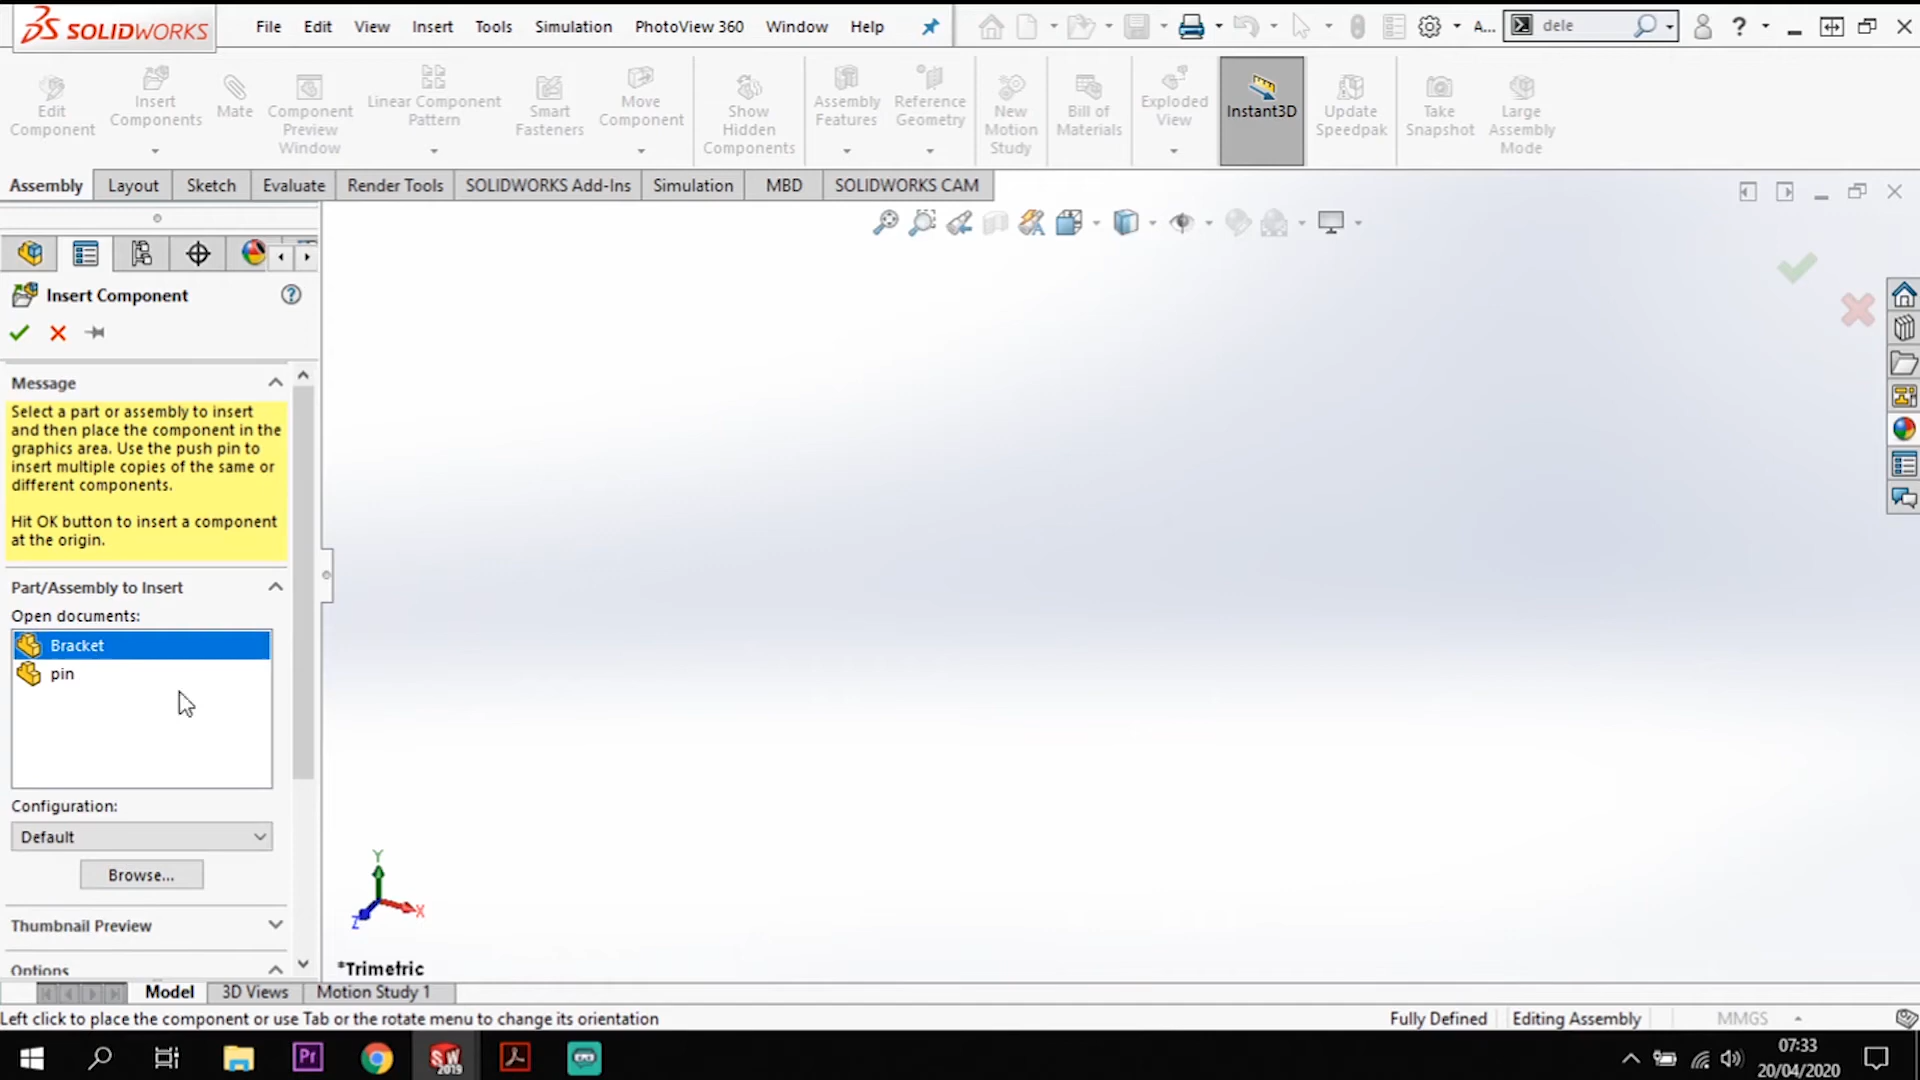 SOLIDWORKS
File Edit View Insert Tools Simulation PhotoView 360 Window Help
A... dele
Edit Component
Insert Components
Mate
Component Preview Window
Linear Component Pattern
Smart Fasteners
Move Component
Show Hidden Components
Assembly Features
Reference Geometry
New Motion Study
Bill of Materials
Exploded View
Instant3D
Update Speedpak
Take Snapshot
Large Assembly Mode
Assembly Layout Sketch Evaluate Render Tools SOLIDWORKS Add-Ins Simulation MBD SOLIDWORKS CAM
Insert Component
Message
Select a part or assembly to insert
and then place the component in the
graphics area. Use the push pin to
insert multiple copies of the same or
different components.
Hit OK button to insert a component
at the origin.
Part/Assembly to Insert
Open documents:
Bracket
pin
Configuration:
Default
Browse...
Thumbnail Preview
Options
Y
X
Z
*Trimetric
Model 3D Views Motion Study 1
Left click to place the component or use Tab or the rotate menu to change its orientation
Fully Defined Editing Assembly MMGS
Pr
SW 2019
07:33
20/04/2020